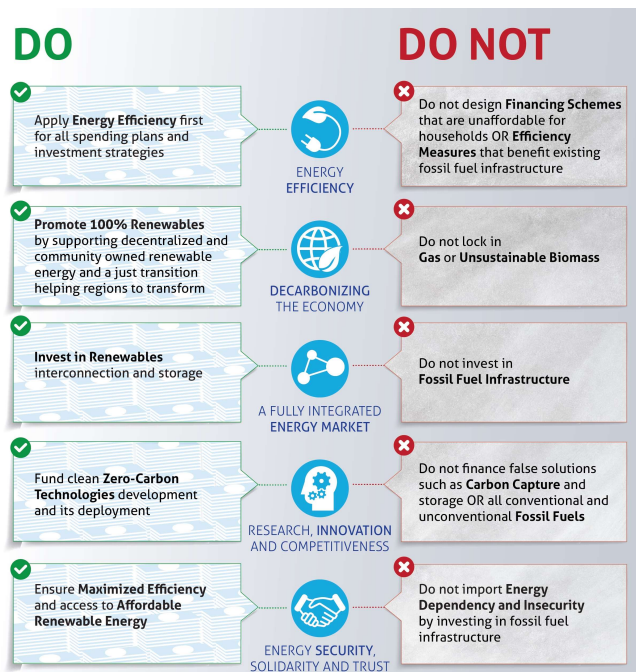 DO
DO NOT
Apply Energy Efficiency first
for all spending plans and
investment strategies
ENERGY
EFFICIENCY
Do not design Financing Schemes
that are unaffordable for
households OR Efficiency
Measures that benefit existing
fossil fuel infrastructure
Promote 100% Renewables
by supporting decentralized and
community owned renewable
energy and a just transition
helping regions to transform
DECARBONIZING
THE ECONOMY
Do not lock in
Gas or Unsustainable Biomass
Invest in Renewables
interconnection and storage
A FULLY INTEGRATED
ENERGY MARKET
Do not invest in
Fossil Fuel Infrastructure
Fund clean Zero-Carbon
Technologies development
and its deployment
RESEARCH, INNOVATION
AND COMPETITIVENESS
Do not finance false solutions
such as Carbon Capture and
storage OR all conventional and
unconventional Fossil Fuels
Ensure Maximized Efficiency
and access to Affordable
Renewable Energy
ENERGY SECURITY,
SOLIDARITY AND TRUST
Do not import Energy
Dependency and Insecurity
by investing in fossil fuel
infrastructure